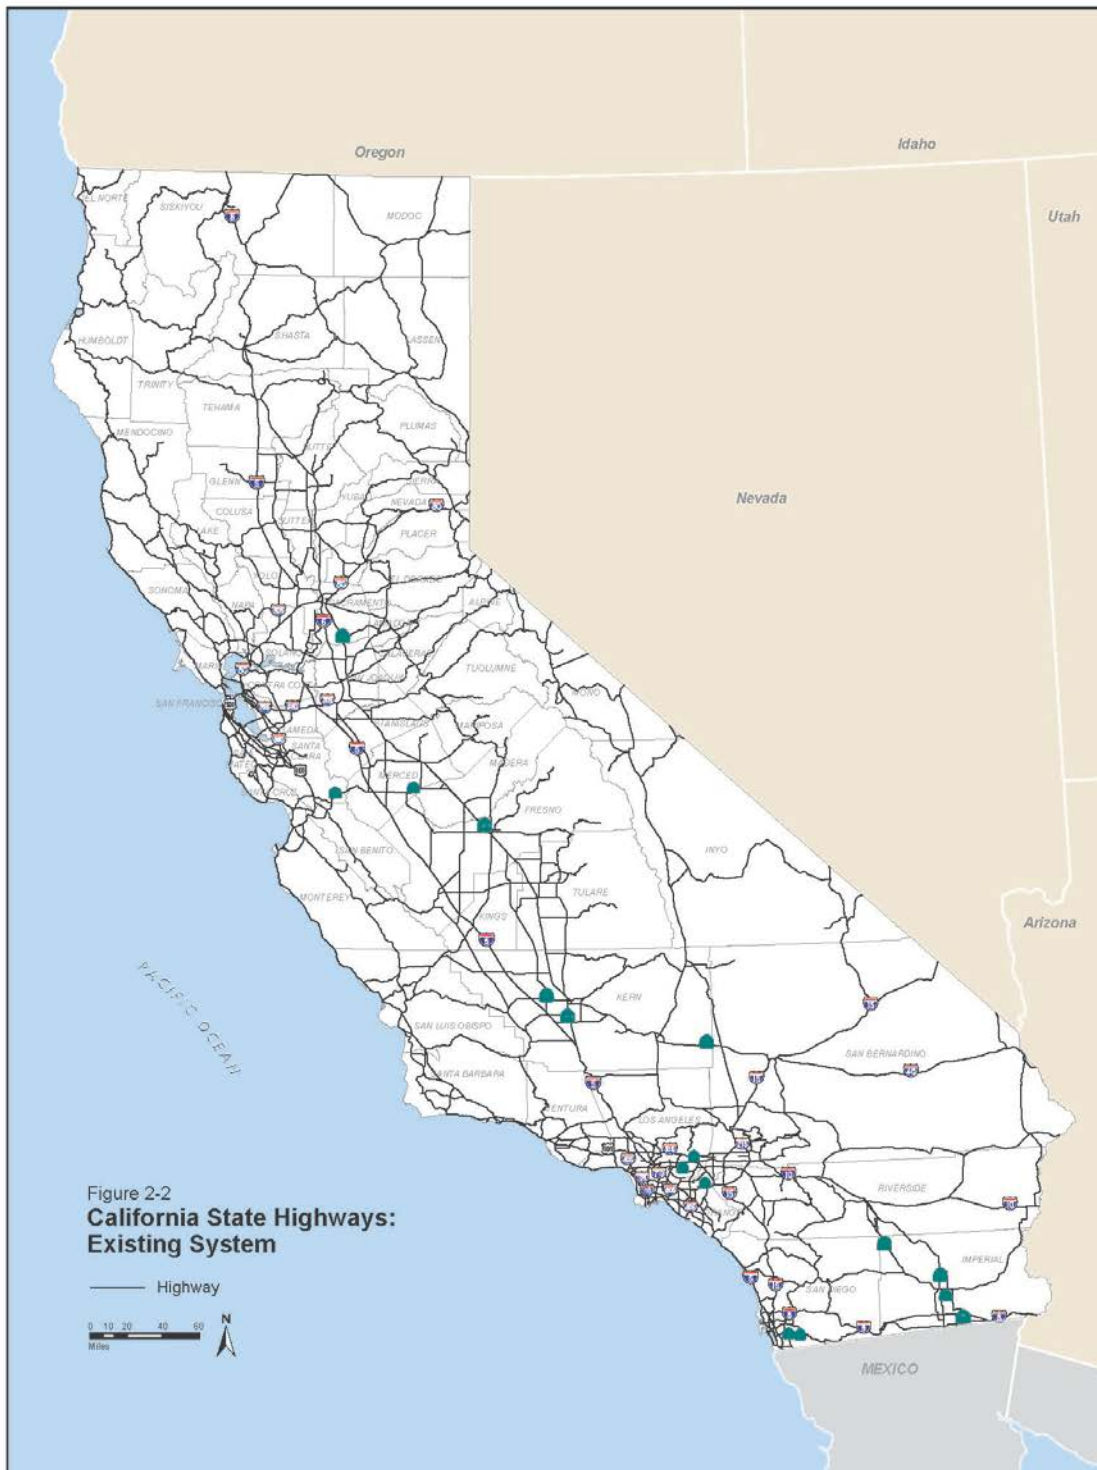 Oregon
Idaho
Utah
Nevada
Arizona
MEXICO
PACIFIC OCEAN
SISKIYOU
MODOC
HUMBOLDT
SHASTA
LASSEN
TRINITY
TEHAMA
MENDOCINO
PLUMAS
GLENN
COLUSA
NEVADA
PLACER
LAKE
SONOMA
NAPA
ALPINE
TUOLUMNE
MONO
MARIPOSA
MADERA
MERCED
FRESNO
SAN BENITO
INYO
MONTEREY
TULARE
KINGS
KERN
SAN LUIS OBISPO
SAN BERNARDINO
SANTA BARBARA
VENTURA
LOS ANGELES
RIVERSIDE
IMPERIAL
SAN DIEGO
Figure 2-2
California State Highways:
Existing System
Highway
0 10 20 40 60
Miles
N